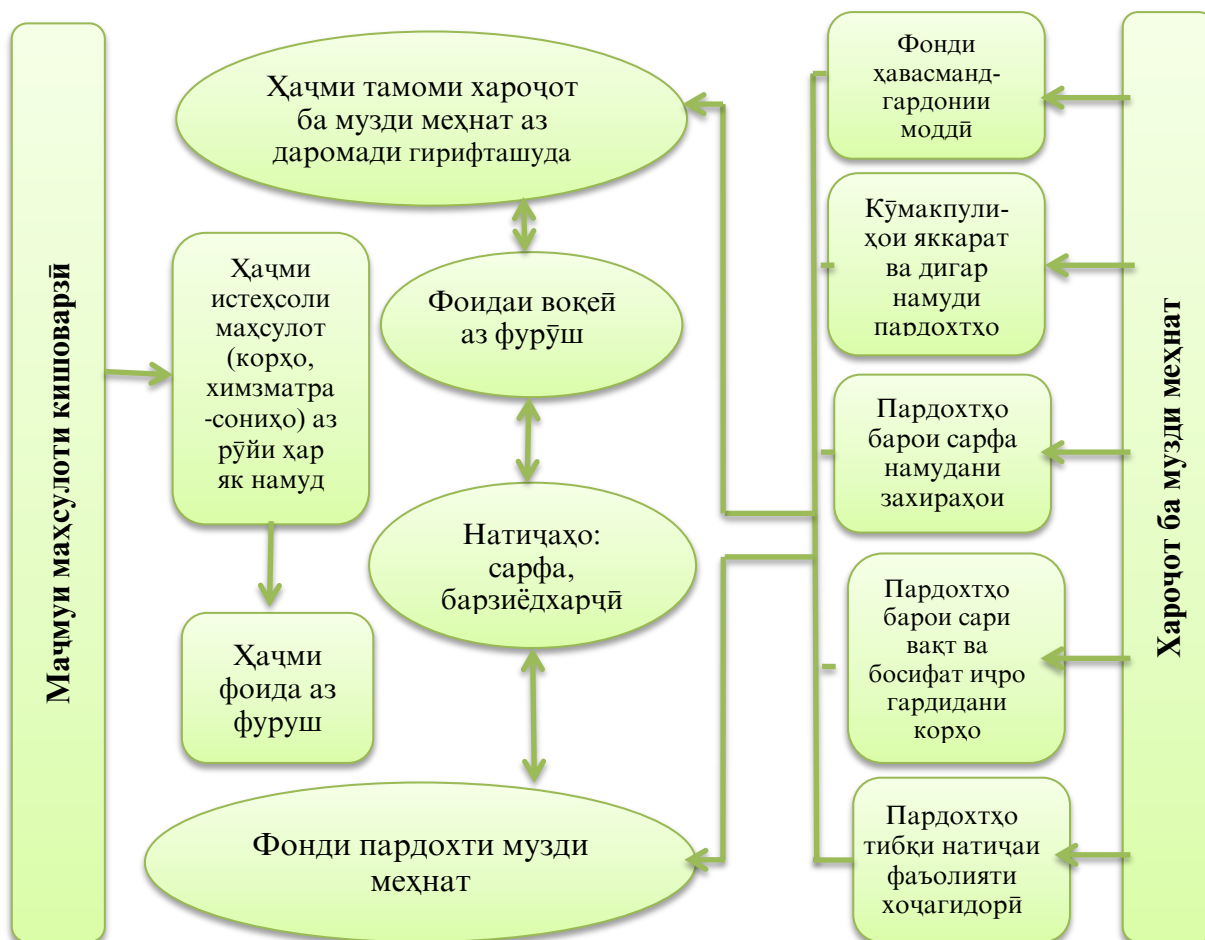 Маҷмуи маҳсулоти кишоварзӣ
Ҳаҷми тамоми хароҷот
ба музди меҳнат аз
даромади гирифташуда
Ҳаҷми
истеҳсоли
маҳсулот
(корҳо,
химзматра
-сониҳо) аз
рӯйи ҳар
як намуд
Ҳаҷми
фоида аз
фуруш
Фоидаи воқеӣ
аз фурӯш
Натиҷаҳо:
сарфа,
барзиёдхарҷӣ
Фонди пардохти музди
меҳнат
Фонди
ҳавасманд-
гардонии
моддӣ
Кӯмакпули-
ҳои яккарат
ва дигар
намуди
пардохтҳо
Пардохтҳо
барои сарфа
намудани
захираҳои
Пардохтҳо
барои сари
вақт ва
босифат иҷро
гардидани
корҳо
Пардохтҳо
тибқи натиҷаи
фаъолияти
хоҷагидорӣ
Хароҷот ба музди меҳнат